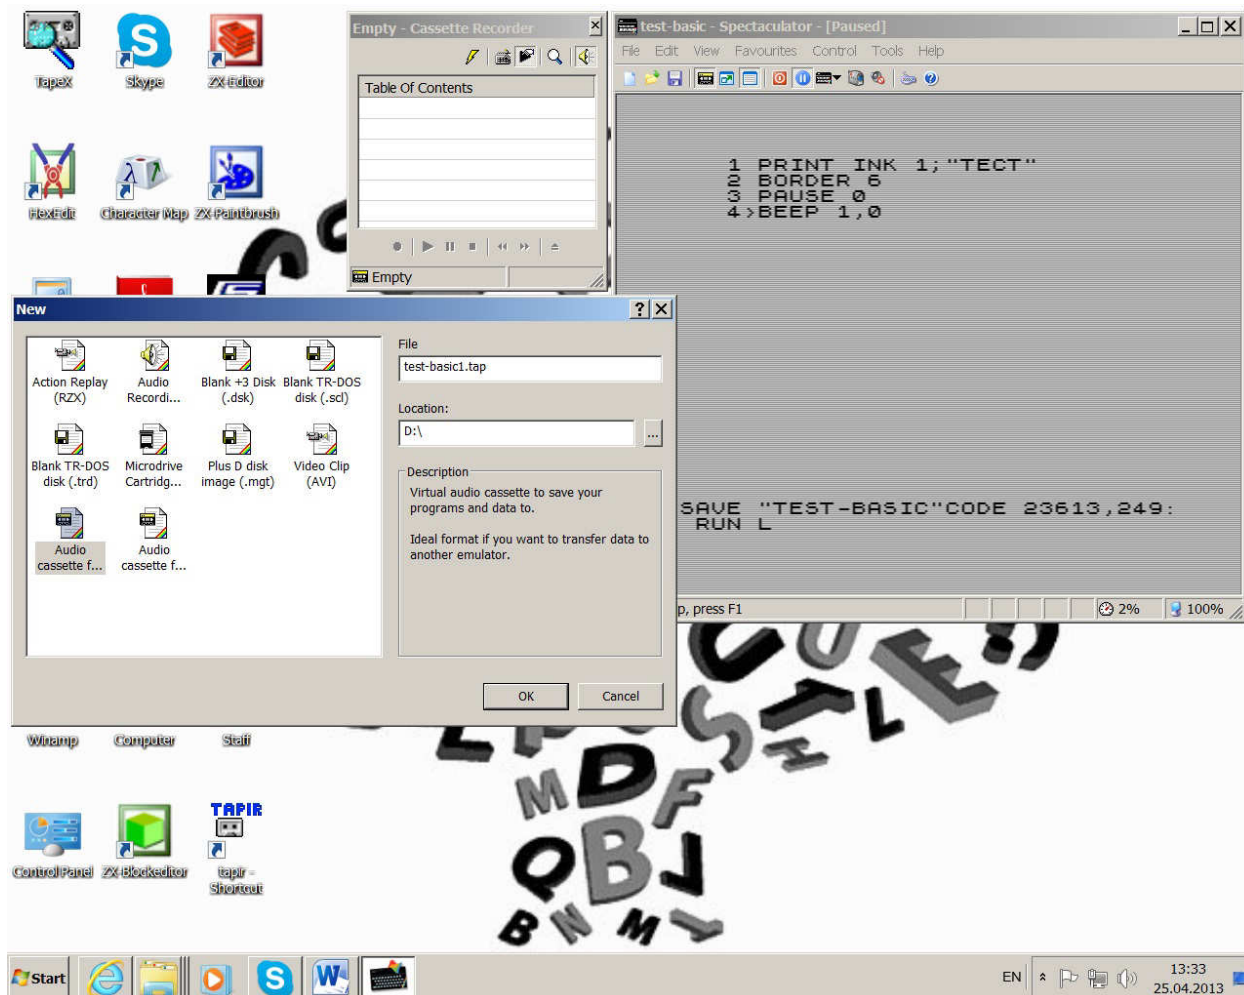 TapeX
Skype
ZX-Editor
HexEdit
Character Map
ZX-Paintbrush
Empty - Cassette Recorder
Table Of Contents
Empty
test-basic - Spectaculator - [Paused]
File Edit View Favourites Control Tools Help
1 PRINT INK 1;"TECT"
2 BORDER 6
3 PAUSE 0
4>BEEP 1,0
SAVE "TEST-BASIC"CODE 23613,249:
RUN L
p, press F1
2%
100%
New
Action Replay
(RZX)
Audio
Recordi...
Blank +3 Disk
(.dsk)
Blank TR-DOS
disk (.scl)
Blank TR-DOS
disk (.trd)
Microdrive
Cartridg...
Plus D disk
image (.mgt)
Video Clip
(AVI)
Audio
cassette f...
Audio
cassette f...
File
test-basic1.tap
Location:
D:\
...
Description
Virtual audio cassette to save your
programs and data to.
Ideal format if you want to transfer data to
another emulator.
OK
Cancel
Winamp
Computer
Staff
Control Panel
ZX-Blockeditor
TAPIR
tapir -
Shortcut
Start
EN
13:33
25.04.2013